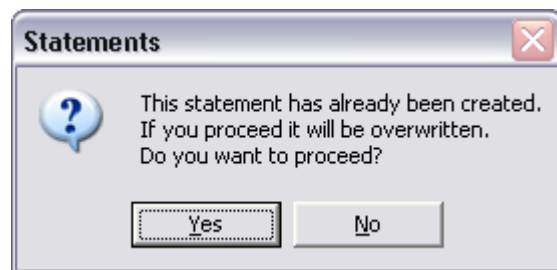 Statements
This statement has already been created.
If you proceed it will be overwritten.
Do you want to proceed?
Yes No